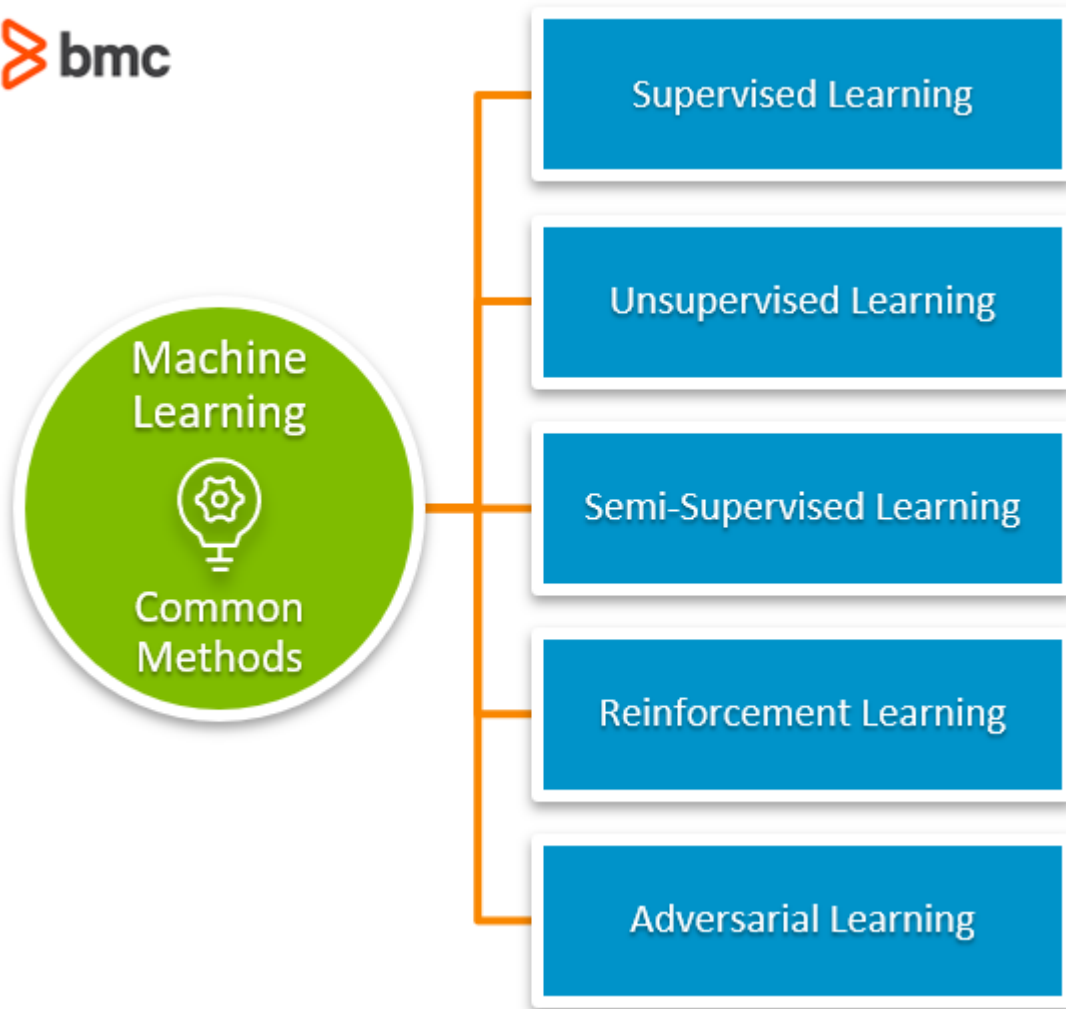 bmc
Machine
Learning
Common
Methods
Supervised Learning
Unsupervised Learning
Semi-Supervised Learning
Reinforcement Learning
Adversarial Learning